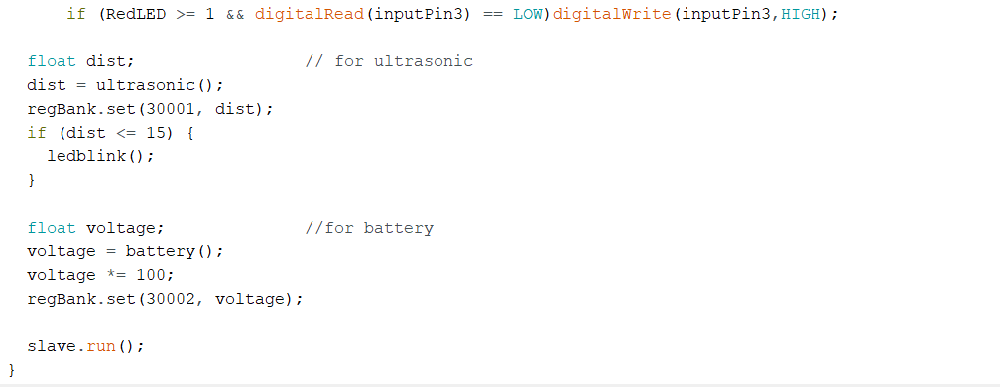 if (RedLED >= 1 && digitalRead(inputPin3) == LOW)digitalWrite(inputPin3,HIGH);
float dist; // for ultrasonic
dist = ultrasonic();
regBank.set(30001, dist);
if (dist <= 15) {
ledblink();
}
float voltage; //for battery
voltage = battery();
voltage *= 100;
regBank.set(30002, voltage);
slave.run();
}